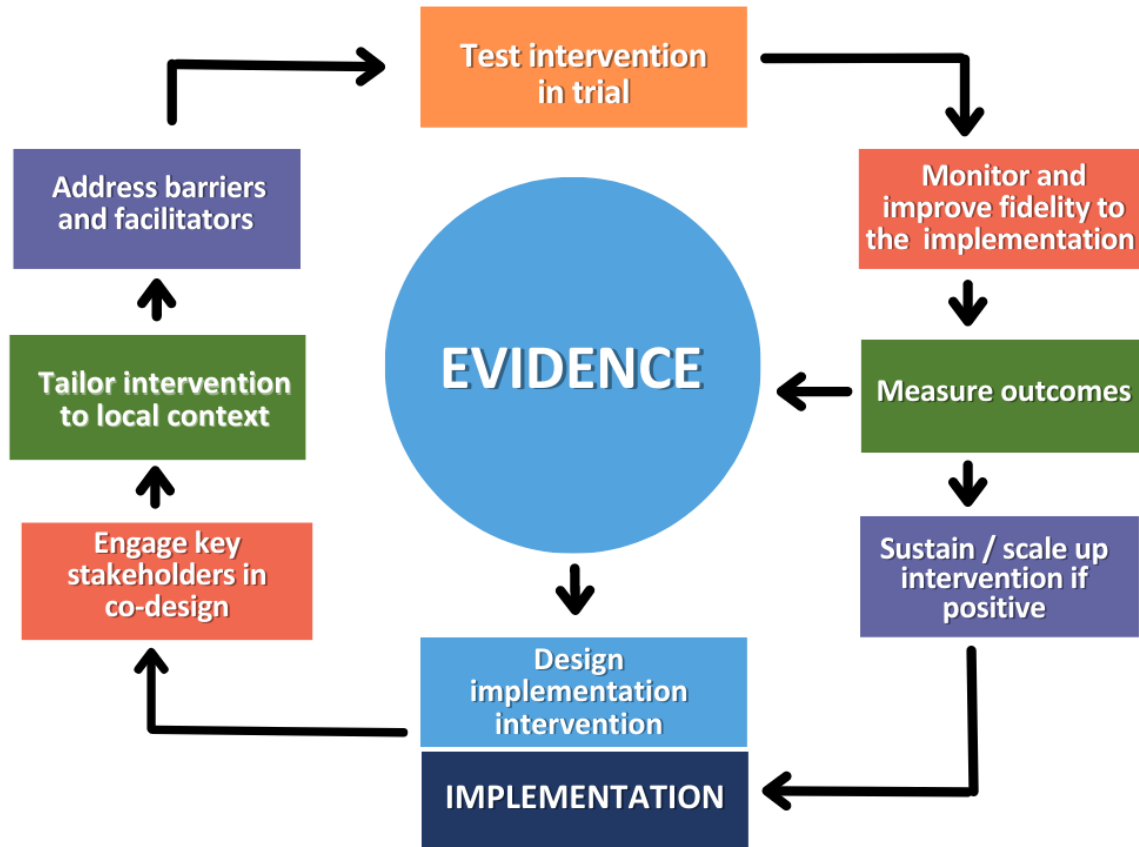 Test intervention
in trial
Address barriers
and facilitators
Monitor and
improve fidelity to
the implementation
EVIDENCE
Tailor intervention
to local context
Measure outcomes
Engage key
stakeholders in
co-design
Sustain / scale up
intervention if
positive
Design
implementation
intervention
IMPLEMENTATION